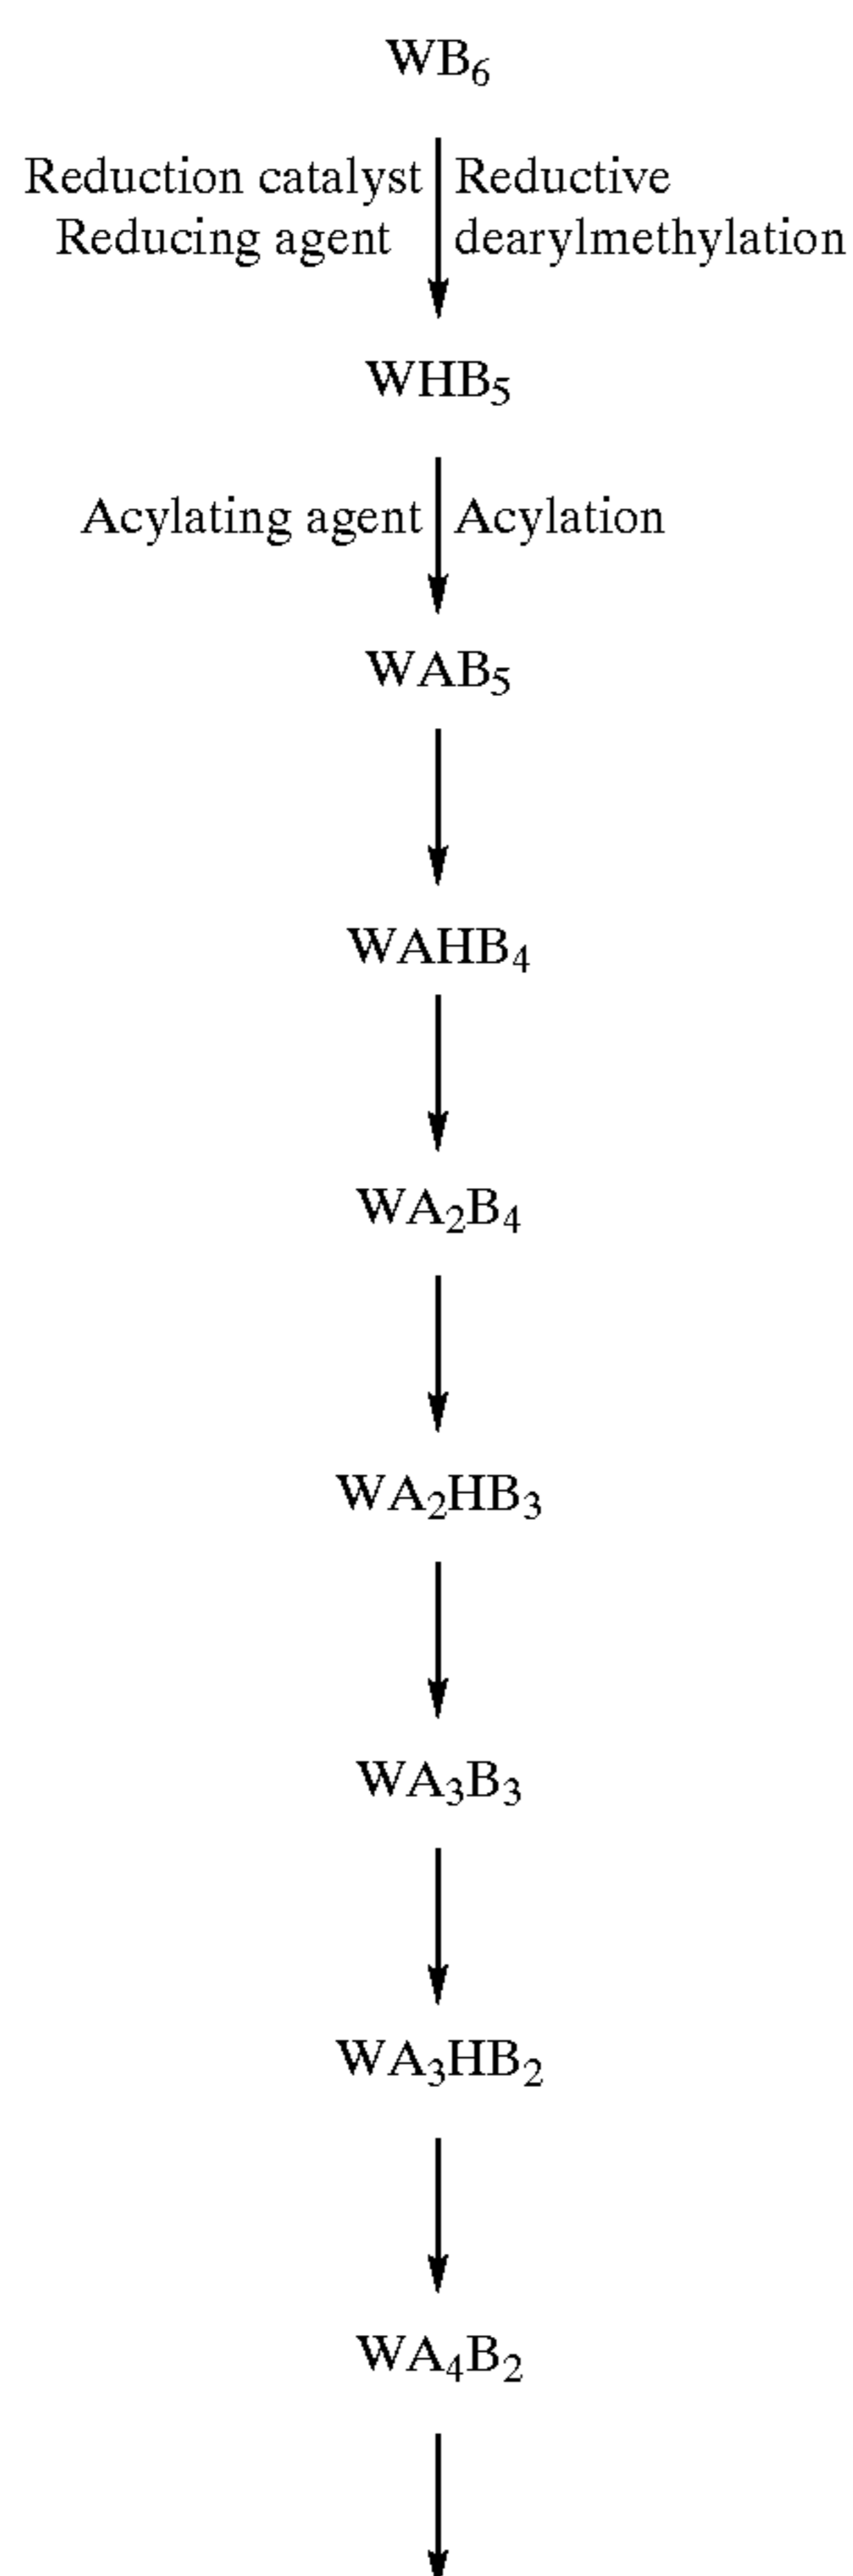 WB₆
Reduction catalyst Reductive
Reducing agent dearylmethylation
WHB₅
Acylating agent Acylation
WAB₅
WAHB₄
WA₂B₄
WA₂HB₃
WA₃B₃
WA₃HB₂
WA₄B₂